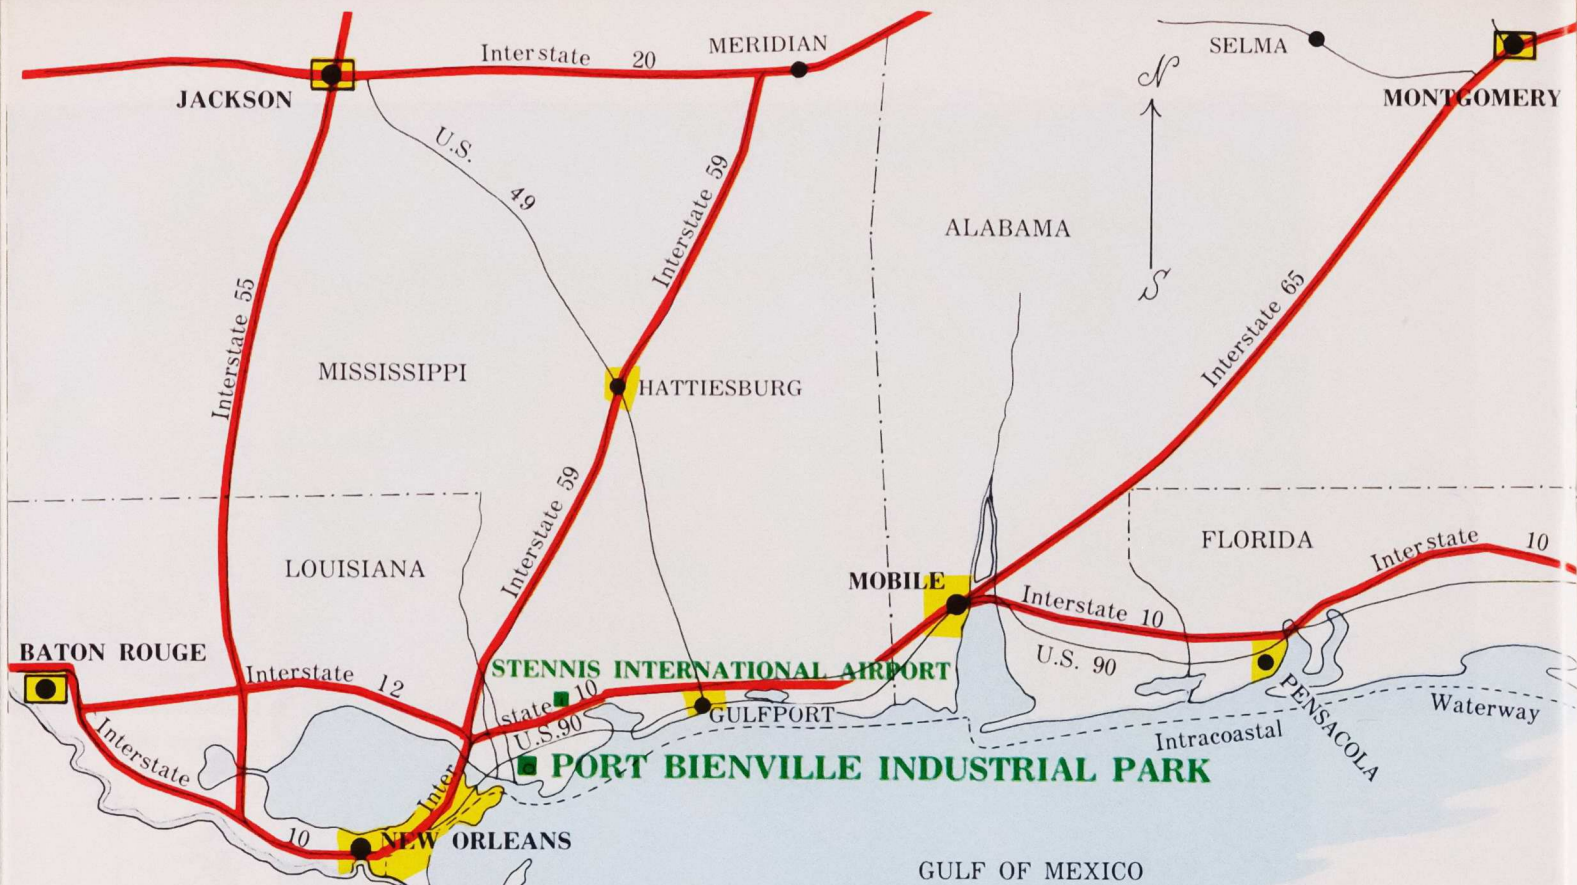 Interstate 20
MERIDIAN
SELMA
N
JACKSON
MONTGOMERY
U.S. 49
Interstate 59
ALABAMA
S
Interstate 55
Interstate 65
MISSISSIPPI
HATTIESBURG
Interstate 59
LOUISIANA
FLORIDA
Interstate 10
MOBILE
Interstate 10
BATON ROUGE
Interstate 12
STENNIS INTERNATIONAL AIRPORT
U.S. 90
state 10
U.S.90
GULFPORT
PENSACOLA
Waterway
Intracoastal
Interstate 10
PORT BIENVILLE INDUSTRIAL PARK
Inter
NEW ORLEANS
GULF OF MEXICO